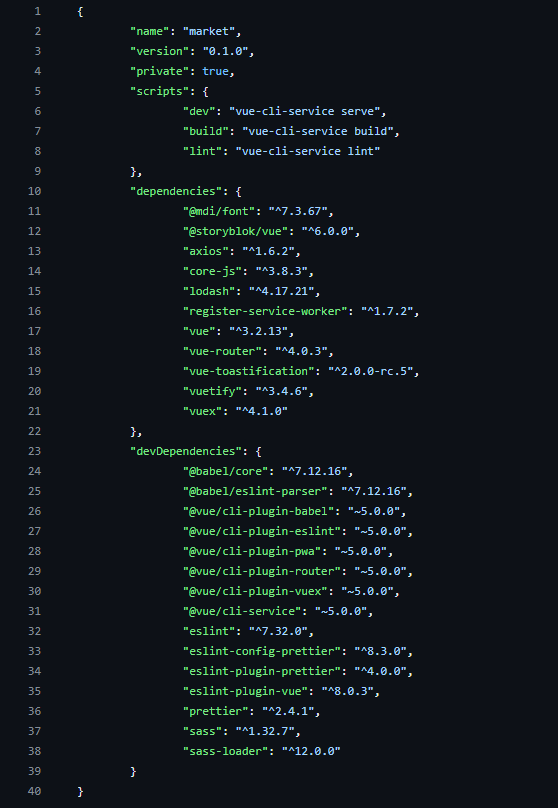 1 {
2 "name": "market",
3 "version": "0.1.0",
4 "private": true,
5 "scripts": {
6 "dev": "vue-cli-service serve",
7 "build": "vue-cli-service build",
8 "lint": "vue-cli-service lint"
9 },
10 "dependencies": {
11 "@mdi/font": "^7.3.67",
12 "@storyblok/vue": "^6.0.0",
13 "axios": "^1.6.2",
14 "core-js": "^3.8.3",
15 "lodash": "^4.17.21",
16 "register-service-worker": "^1.7.2",
17 "vue": "^3.2.13",
18 "vue-router": "^4.0.3",
19 "vue-toastification": "^2.0.0-rc.5",
20 "vuetify": "^3.4.6",
21 "vuex": "^4.1.0"
22 },
23 "devDependencies": {
24 "@babel/core": "^7.12.16",
25 "@babel/eslint-parser": "^7.12.16",
26 "@vue/cli-plugin-babel": "~5.0.0",
27 "@vue/cli-plugin-eslint": "~5.0.0",
28 "@vue/cli-plugin-pwa": "~5.0.0",
29 "@vue/cli-plugin-router": "~5.0.0",
30 "@vue/cli-plugin-vuex": "~5.0.0",
31 "@vue/cli-service": "~5.0.0",
32 "eslint": "^7.32.0",
33 "eslint-config-prettier": "^8.3.0",
34 "eslint-plugin-prettier": "^4.0.0",
35 "eslint-plugin-vue": "^8.0.3",
36 "prettier": "^2.4.1",
37 "sass": "^1.32.7",
38 "sass-loader": "^12.0.0"
39 }
40 }